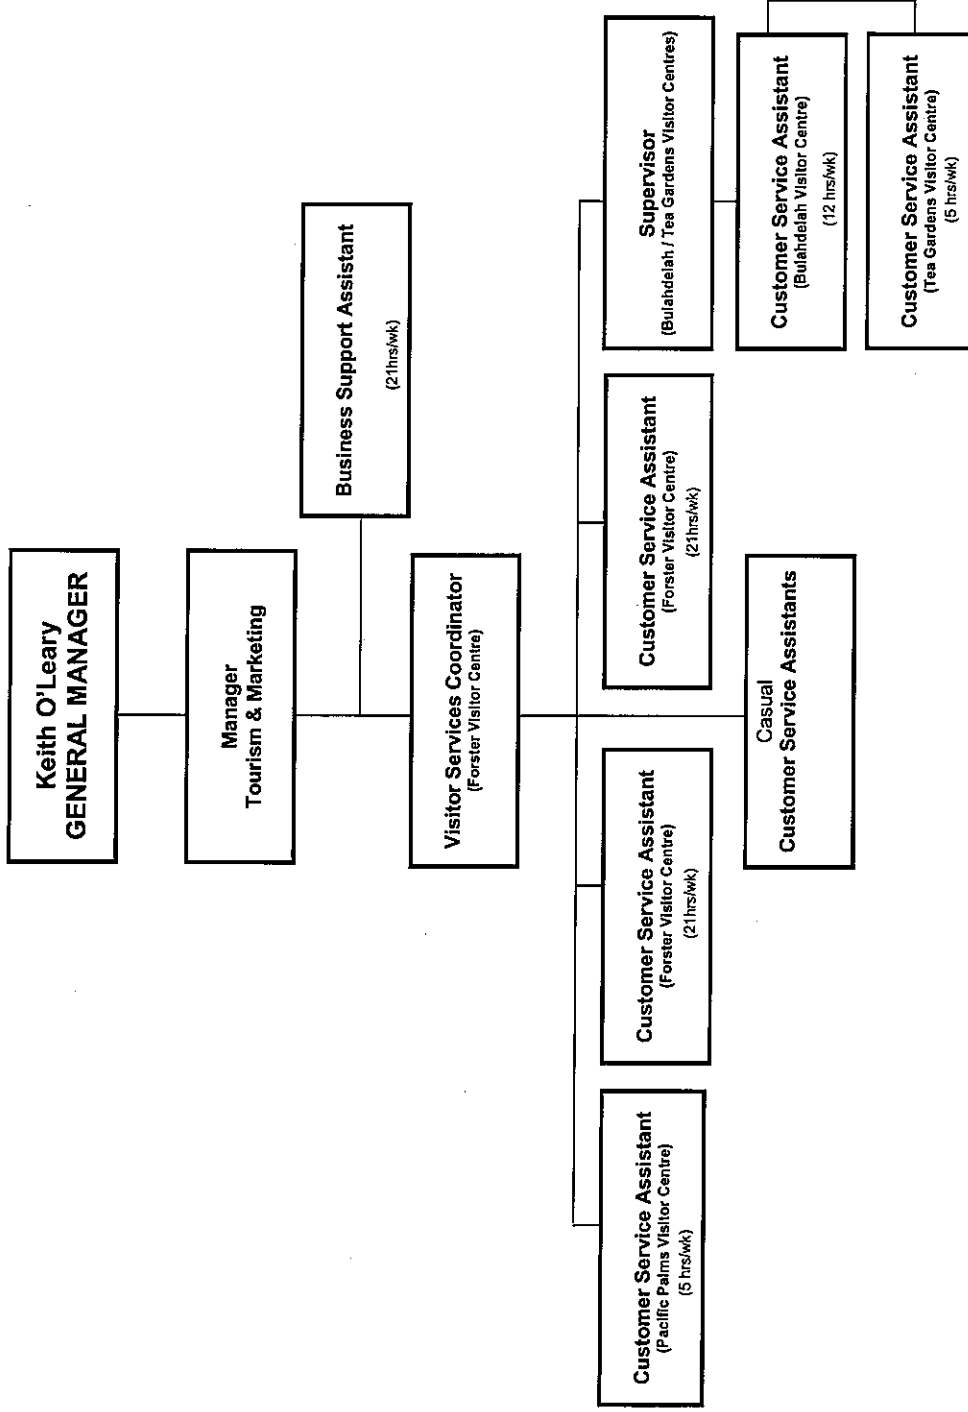 Keith O'Leary
GENERAL MANAGER
Manager
Tourism & Marketing
Business Support Assistant
(21hrs/wk)
Visitor Services Coordinator
(Forster Visitor Centre)
Customer Service Assistant
(Pacific Palms Visitor Centre)
(5 hrs/wk)
Customer Service Assistant
(Forster Visitor Centre)
(21hrs/wk)
Customer Service Assistant
(Forster Visitor Centre)
(21hrs/wk)
Supervisor
(Bulahdelah / Tea Gardens Visitor Centres)
Casual
Customer Service Assistants
Customer Service Assistant
(Bulahdelah Visitor Centre)
(12 hrs/wk)
Customer Service Assistant
(Tea Gardens Visitor Centre)
(5 hrs/wk)